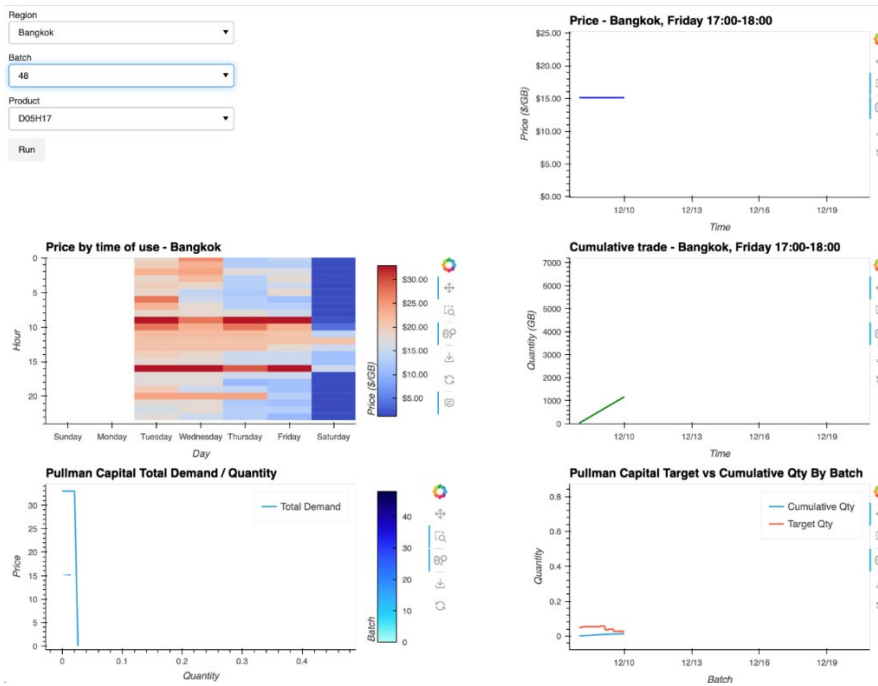 Region
Bangkok
Batch
48
Product
D05H17
Run
Price - Bangkok, Friday 17:00-18:00
$25.00
$20.00
$15.00
$10.00
$5.00
$0.00
Price ($/GB)
12/10
12/13
12/16
12/19
Time
Price by time of use - Bangkok
0
5
10
15
20
Hour
Sunday
Monday
Tuesday
Wednesday
Thursday
Friday
Saturday
Day
$30.00
$25.00
$20.00
$15.00
$10.00
$5.00
Price ($/GB)
Cumulative trade - Bangkok, Friday 17:00-18:00
7000
6000
5000
4000
3000
2000
1000
0
Quantity (GB)
12/10
12/13
12/16
12/19
Time
Pullman Capital Total Demand / Quantity
30
25
20
15
10
5
0
Price
Total Demand
0
0.1
0.2
0.3
0.4
Quantity
40
30
20
10
0
Batch
Pullman Capital Target vs Cumulative Qty By Batch
0.8
0.6
0.4
0.2
0
Quantity
Cumulative Qty
Target Qty
12/10
12/13
12/16
12/19
Batch